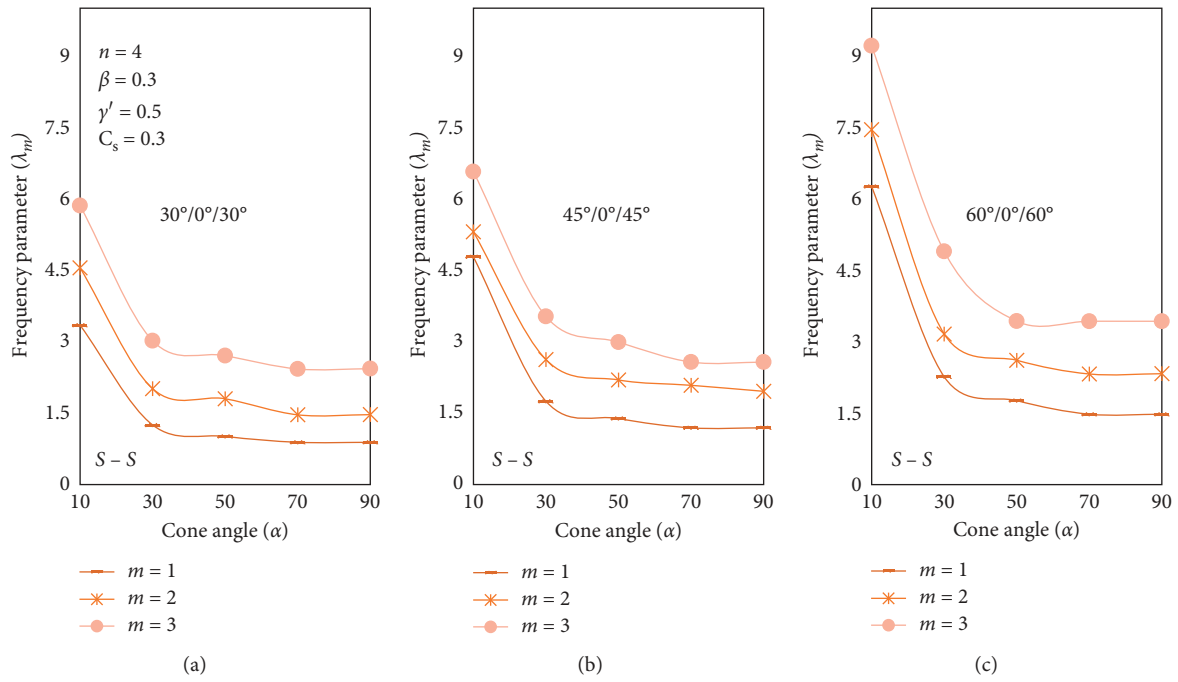 Frequency parameter (λm)
9
7.5
6
4.5
3
1.5
0
n = 4
β = 0.3
γ′ = 0.5
Cs = 0.3
30°/0°/30°
S – S
10 30 50 70 90
Cone angle (α)
m = 1
m = 2
m = 3
(a)
Frequency parameter (λm)
9
7.5
6
4.5
3
1.5
0
45°/0°/45°
S – S
10 30 50 70 90
Cone angle (α)
m = 1
m = 2
m = 3
(b)
Frequency parameter (λm)
9
7.5
6
4.5
3
1.5
0
60°/0°/60°
S – S
10 30 50 70 90
Cone angle (α)
m = 1
m = 2
m = 3
(c)